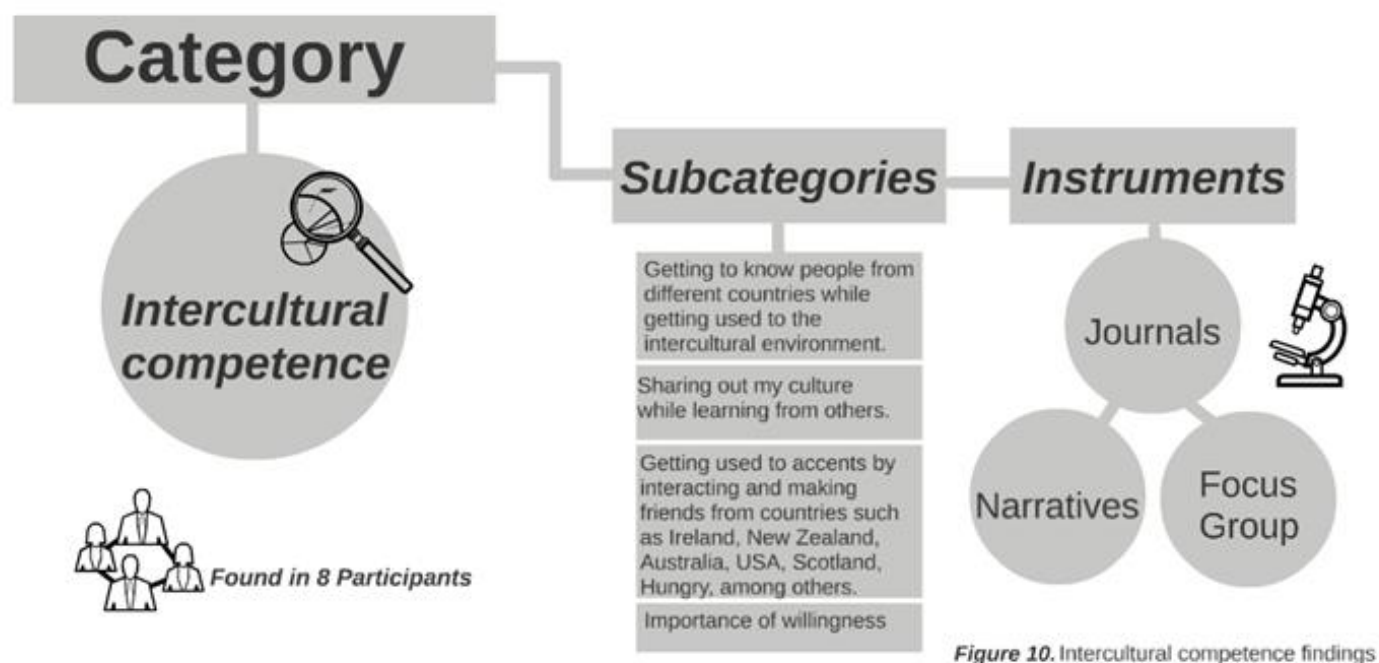 Category
Intercultural
competence
Found in 8 Participants
Subcategories
Getting to know people from
different countries while
getting used to the
intercultural environment.
Sharing out my culture
while learning from others.
Getting used to accents by
interacting and making
friends from countries such
as Ireland, New Zealand,
Australia, USA, Scotland,
Hungry, among others.
Importance of willingness
Instruments
Journals
Narratives
Focus
Group
Figure 10. Intercultural competence findings